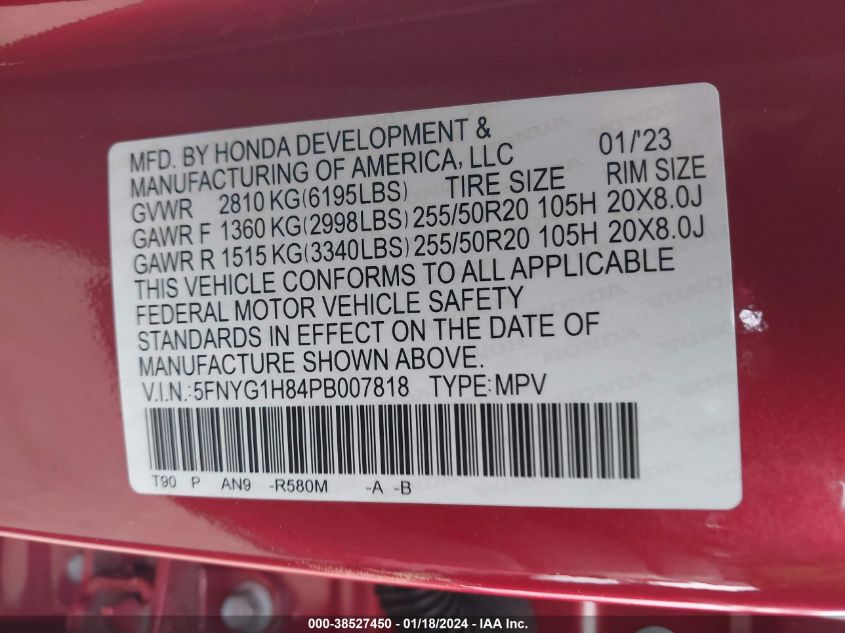 MFD. BY HONDA DEVELOPMENT &
MANUFACTURING OF AMERICA, LLC 01/'23
GVWR 2810 KG(6195LBS) TIRE SIZE RIM SIZE
GAWR F 1360 KG(2998LBS) 255/50R20 105H 20X8.0J
GAWR R 1515 KG(3340LBS) 255/50R20 105H 20X8.0J
THIS VEHICLE CONFORMS TO ALL APPLICABLE
FEDERAL MOTOR VEHICLE SAFETY
STANDARDS IN EFFECT ON THE DATE OF
MANUFACTURE SHOWN ABOVE.
V.I.N.:5FNYG1H84PB007818 TYPE:MPV
T90 P AN9 -R580M -A -B
000-38527450 - 01/18/2024 - IAA Inc.